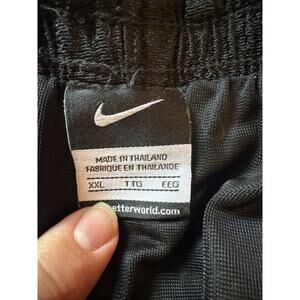 MADE IN THAILAND
FABRIQUE EN THAILANDE
XXL TTG EEG
etterworld.com